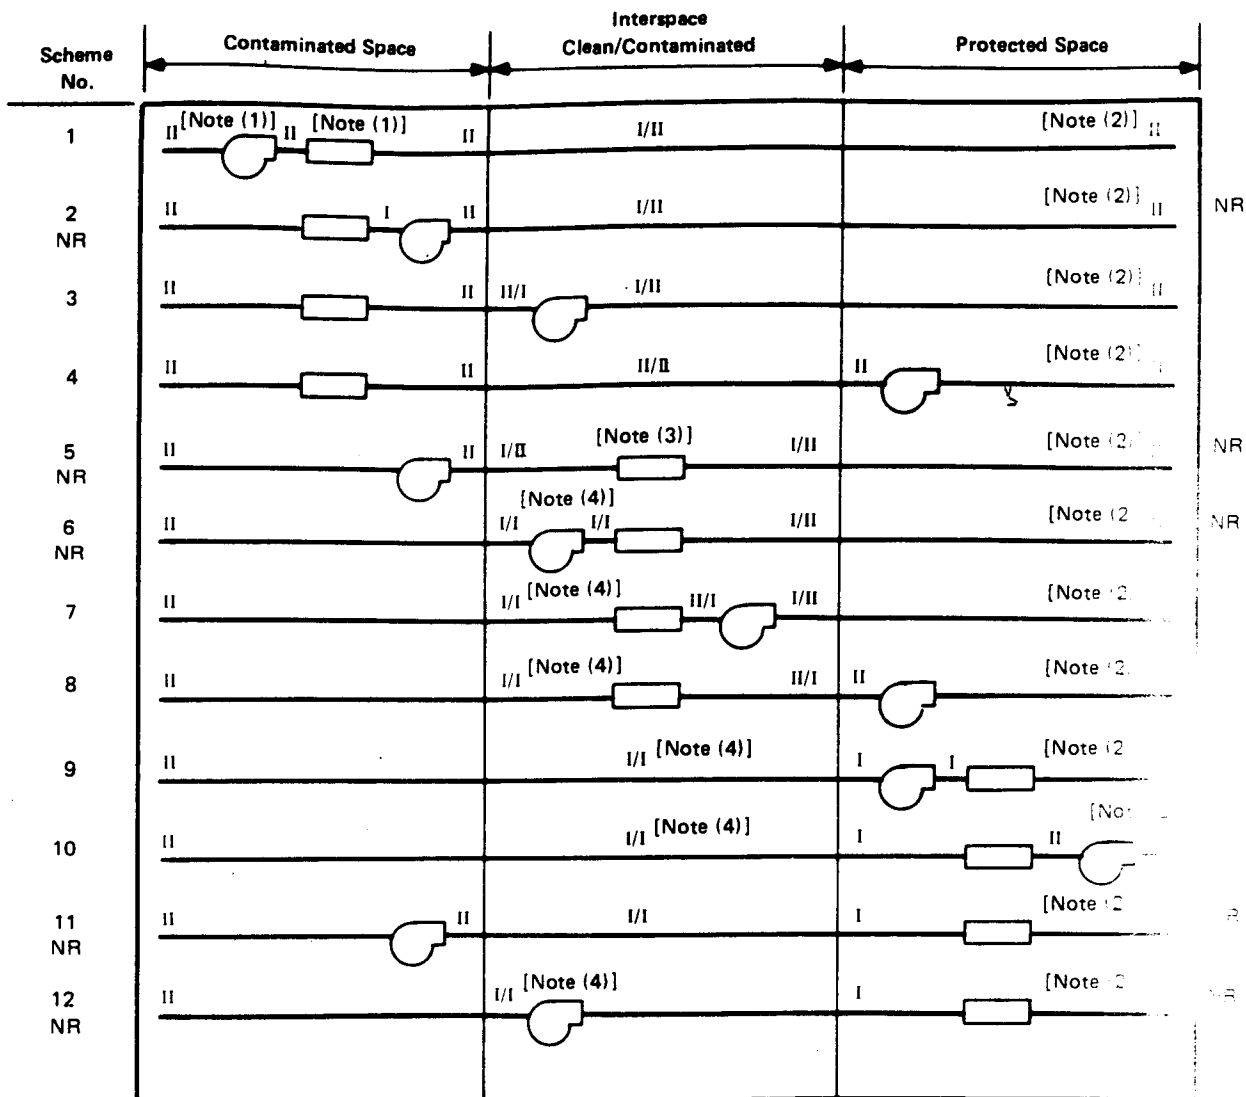 Scheme No.
Contaminated Space
Interspace Clean/Contaminated
Protected Space
1 II [Note (1)] II [Note (1)] II I/II [Note (2)] II
2 NR II I II I/II [Note (2)] II NR
3 II II II/I I/II [Note (2)] II
4 II II II/II II [Note (2)]
5 NR II II I/II [Note (3)] I/II [Note (2) NR
6 NR II I/I [Note (4)] I/I I/II [Note (2 NR
7 II I/I [Note (4)] II/I I/II [Note (2
8 II I/I [Note (4)] II/I II [Note (2
9 II I/I [Note (4)] I I [Note (2
10 II I/I [Note (4)] I II [No
11 NR II II I/I I [Note (2 R
12 NR II I/I [Note (4)] I [Note (2 NR